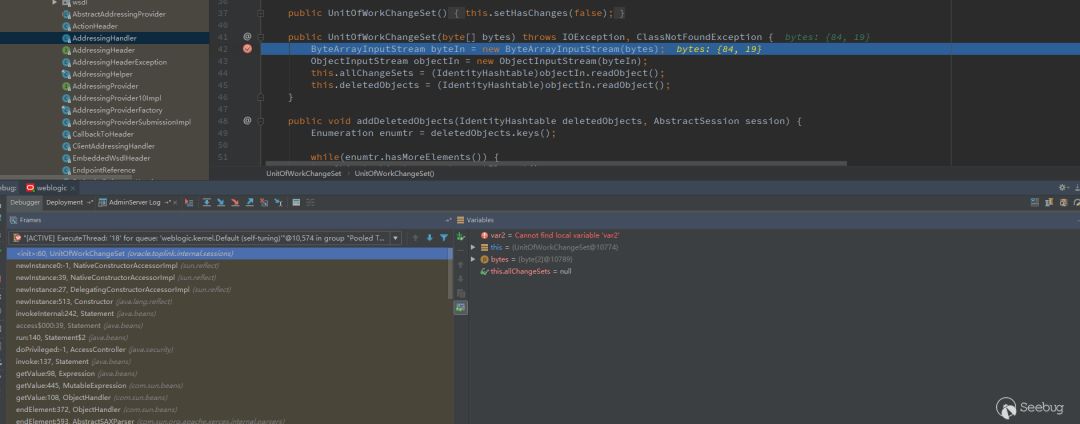 wsdl
AbstractAddressingProvider
ActionHeader
AddressingHandler
AddressingHeader
AddressingHeaderException
AddressingHelper
AddressingProvider
AddressingProvider10Impl
AddressingProviderFactory
AddressingProviderSubmissionImpl
CallbackToHeader
ClientAddressingHandler
EmbeddedWsdlHeader
EndpointReference
36
37 public UnitOfWorkChangeSet() { this.setHasChanges(false); }
40
41 @ public UnitOfWorkChangeSet(byte[] bytes) throws IOException, ClassNotFoundException { bytes: {84, 19}
42 ByteArrayInputStream byteIn = new ByteArrayInputStream(bytes); bytes: {84, 19}
43 ObjectInputStream objectIn = new ObjectInputStream(byteIn);
44 this.allChangeSets = (IdentityHashtable)objectIn.readObject();
45 this.deletedObjects = (IdentityHashtable)objectIn.readObject();
46 }
47
48 @ public void addDeletedObjects(IdentityHashtable deletedObjects, AbstractSession session) {
49 Enumeration enumtr = deletedObjects.keys();
50
51 while(enumtr.hasMoreElements()) {
UnitOfWorkChangeSet › UnitOfWorkChangeSet()
ebug: weblogic ×
Debugger Deployment AdminServer Log ×
Frames
"[ACTIVE] ExecuteThread: '18' for queue: 'weblogic.kernel.Default (self-tuning)'"@10,574 in group "Pooled T...
<init>:60, UnitOfWorkChangeSet (oracle.toplink.internal.sessions)
newInstance0:-1, NativeConstructorAccessorImpl (sun.reflect)
newInstance:39, NativeConstructorAccessorImpl (sun.reflect)
newInstance:27, DelegatingConstructorAccessorImpl (sun.reflect)
newInstance:513, Constructor (java.lang.reflect)
invokeInternal:242, Statement (java.beans)
access$000:39, Statement (java.beans)
run:140, Statement$2 (java.beans)
doPrivileged:-1, AccessController (java.security)
invoke:137, Statement (java.beans)
getValue:98, Expression (java.beans)
getValue:445, MutableExpression (com.sun.beans)
getValue:108, ObjectHandler (com.sun.beans)
endElement:372, ObjectHandler (com.sun.beans)
endElement:593, AbstractSAXParser (com.sun.org.apache.xerces.internal.parsers)
Variables
var2 = Cannot find local variable 'var2'
this = {UnitOfWorkChangeSet@10774}
bytes = {byte[2]@10789}
this.allChangeSets = null
Seebug